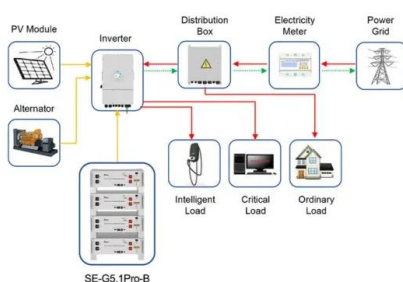 PV Module
Inverter
Distribution
Box
Electricity
Meter
Power
Grid
Alternator
Intelligent
Load
Critical
Load
Ordinary
Load
SE-G5.1Pro-B